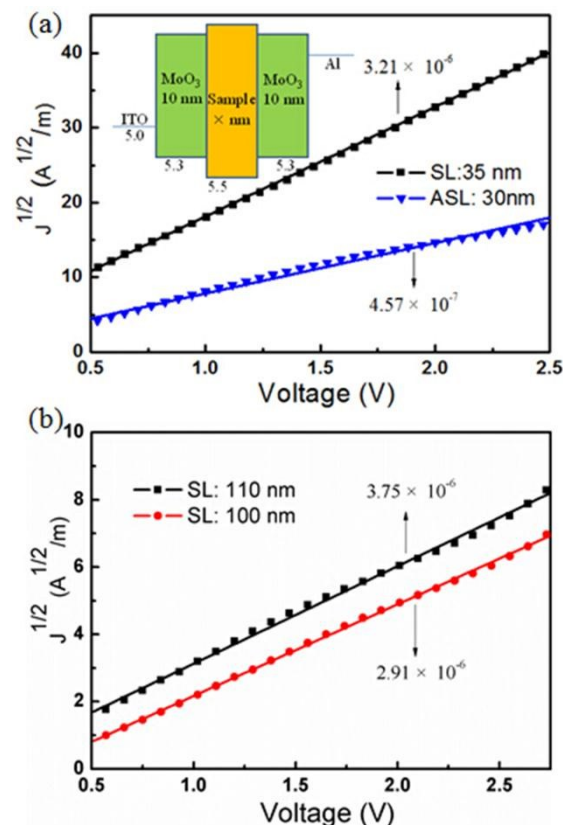 (a)
40
30
20
10
0
J^1/2 (A^1/2/m)
MoO3
10 nm
Sample
× nm
MoO3
10 nm
Al
ITO
5.0
5.3
5.5
5.3
3.21 × 10^-6
SL:35 nm
ASL: 30nm
4.57 × 10^-7
0.5 1.0 1.5 2.0 2.5
Voltage (V)
(b)
10
8
6
4
2
0
J^1/2 (A^1/2/m)
SL: 110 nm
SL: 100 nm
3.75 × 10^-6
2.91 × 10^-6
0.5 1.0 1.5 2.0 2.5
Voltage (V)